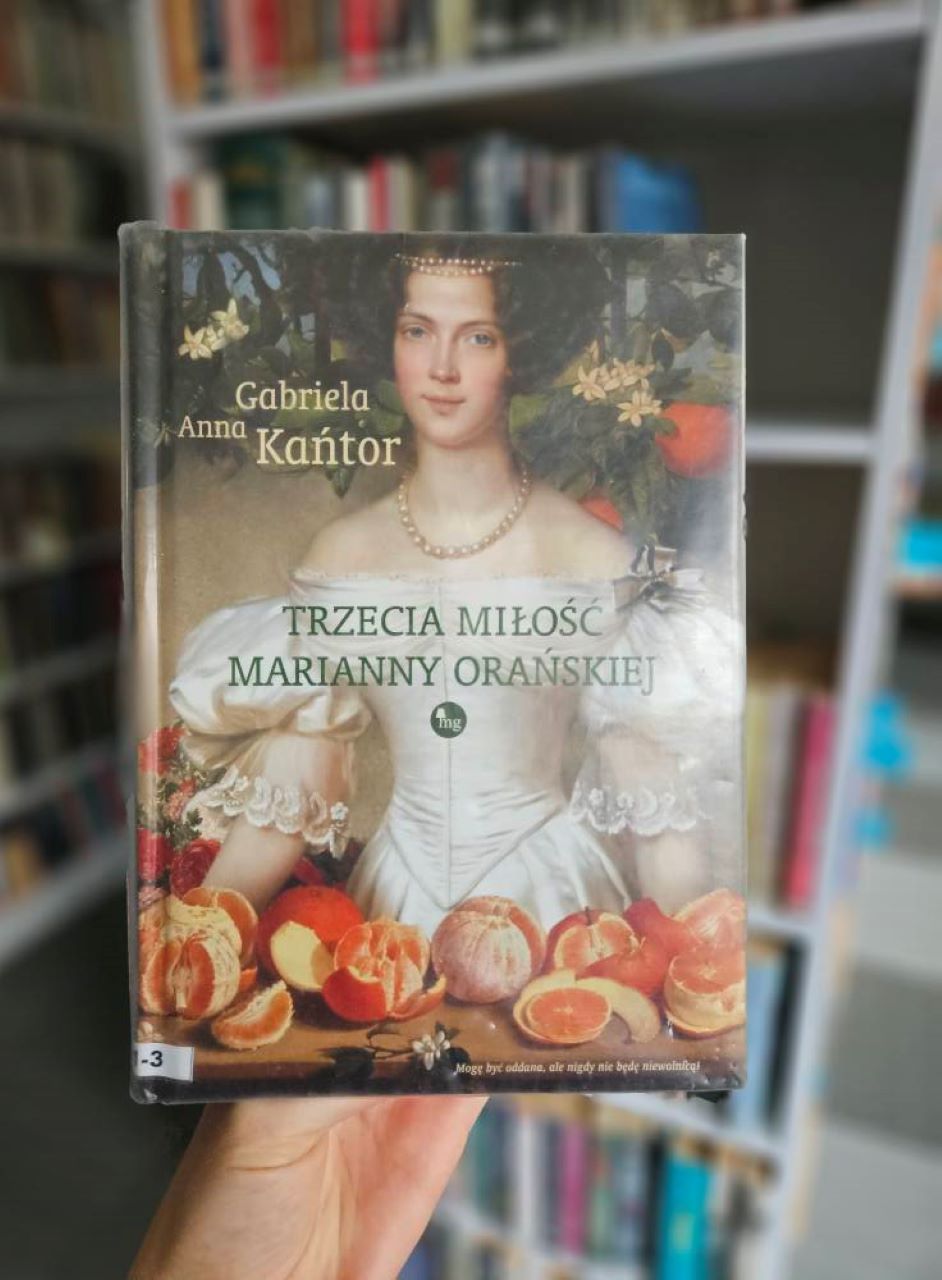 Gabriela
Anna Kańtor
TRZECIA MIŁOŚĆ
MARIANNY ORAŃSKIEJ
mg
-3
Mogę być oddana, ale nigdy nie będę niewolnicą!